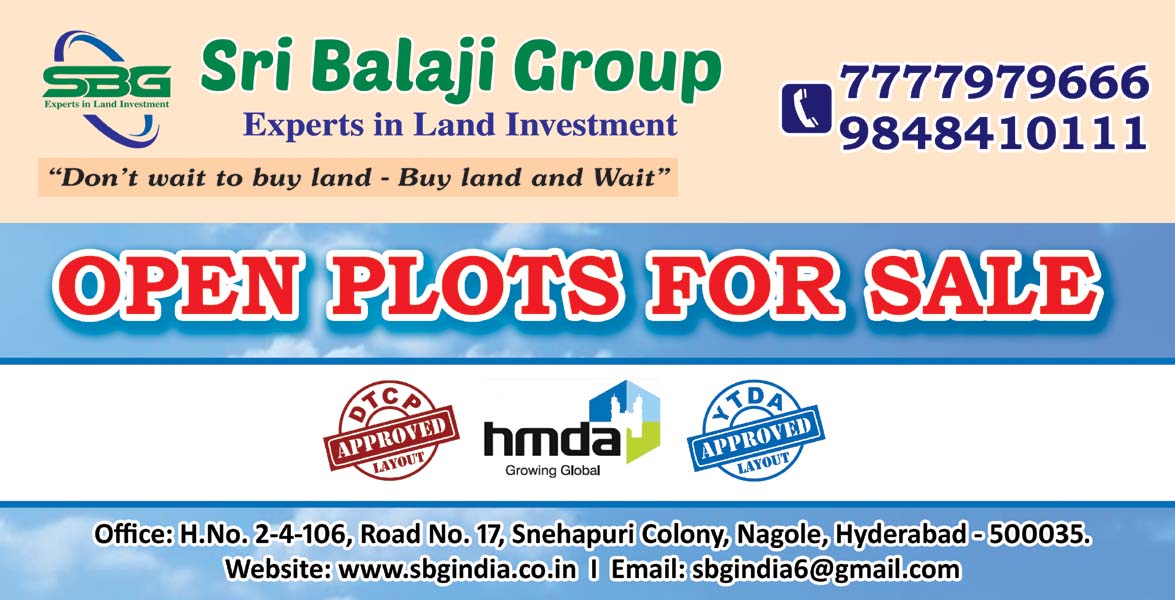 SBG
Experts in Land Investment
Sri Balaji Group
Experts in Land Investment
"Don't wait to buy land - Buy land and Wait"
7777979666
9848410111
OPEN PLOTS FOR SALE
DTCP
APPROVED
LAYOUT
hmda
Growing Global
YTDA
APPROVED
LAYOUT
Office: H.No. 2-4-106, Road No. 17, Snehapuri Colony, Nagole, Hyderabad - 500035.
Website: www.sbgindia.co.in I Email: sbgindia6@gmail.com